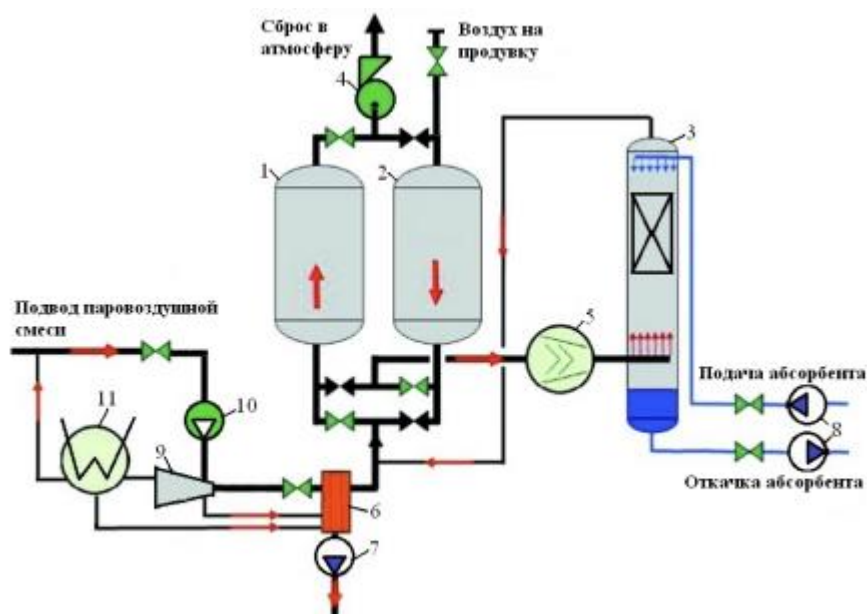 Сброс в
атмосферу
Воздух на
продувку
4
1
2
3
5
Подвод паровоздушной
смеси
Подача абсорбента
11
10
8
9
6
Откачка абсорбента
7